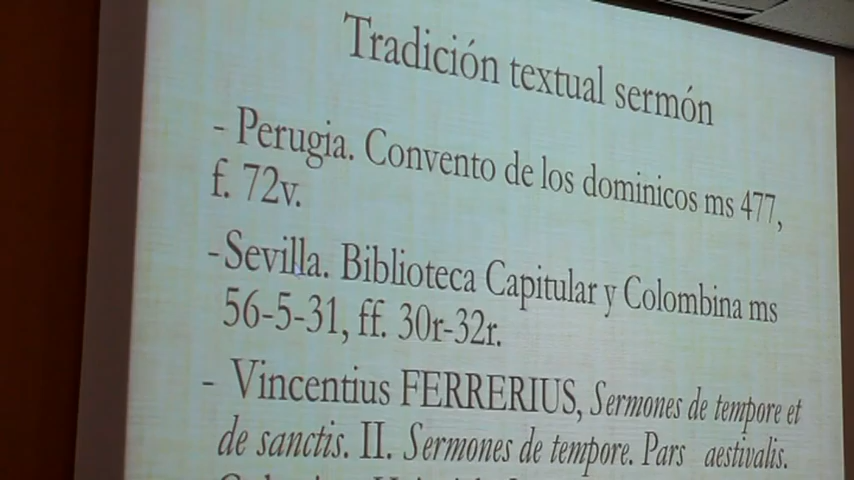 Tradición textual sermón
- Perugia. Convento de los dominicos ms 477,
f. 72v.
-Sevilla. Biblioteca Capitular y Colombina ms
56-5-31, ff. 30r-32r.
- Vincentius FERRERIUS, Sermones de tempore et
de sanctis. II. Sermones de tempore. Pars aestivalis.